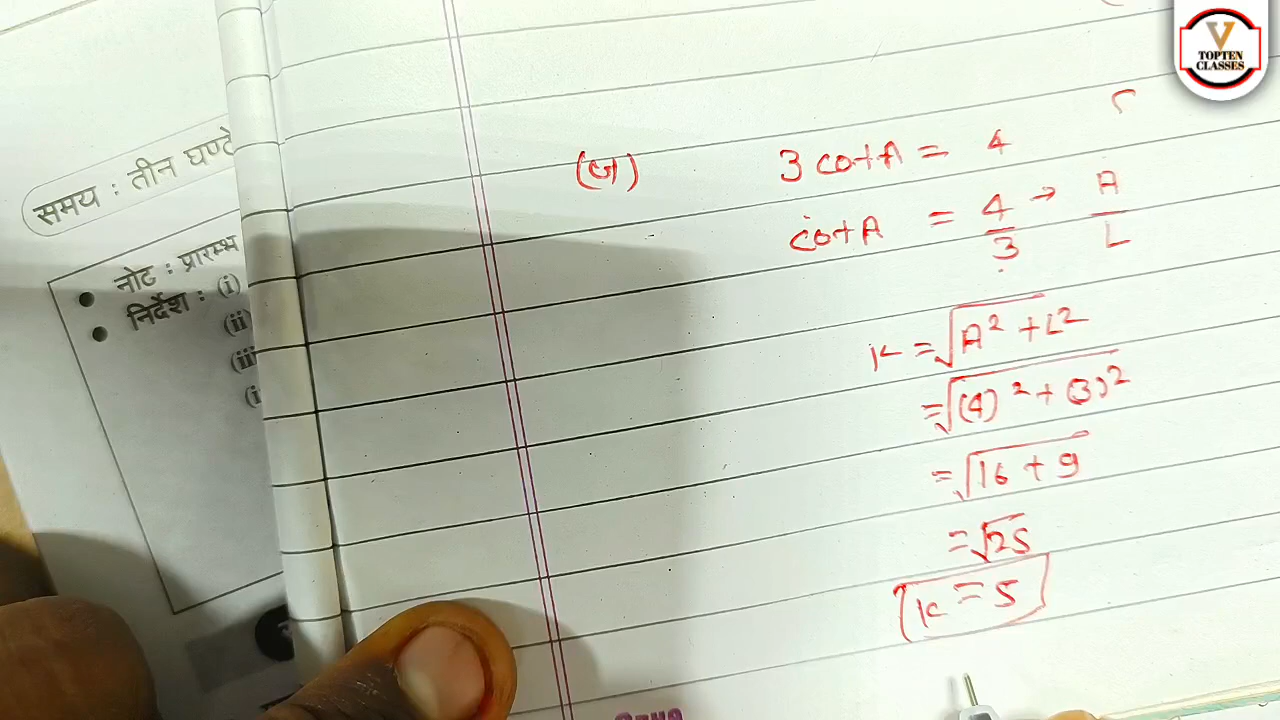 V
TOPTEN
CLASSES
समय : तीन घण्टे
नोट : प्रारम्भ
निर्देश : (i)
(ii)
(iii
(i
(ज) 3 cotA = 4
cotA = 4/3 → A/L
K = √A² + L²
= √(4)² + (3)²
= √16 + 9
= √25
K = 5